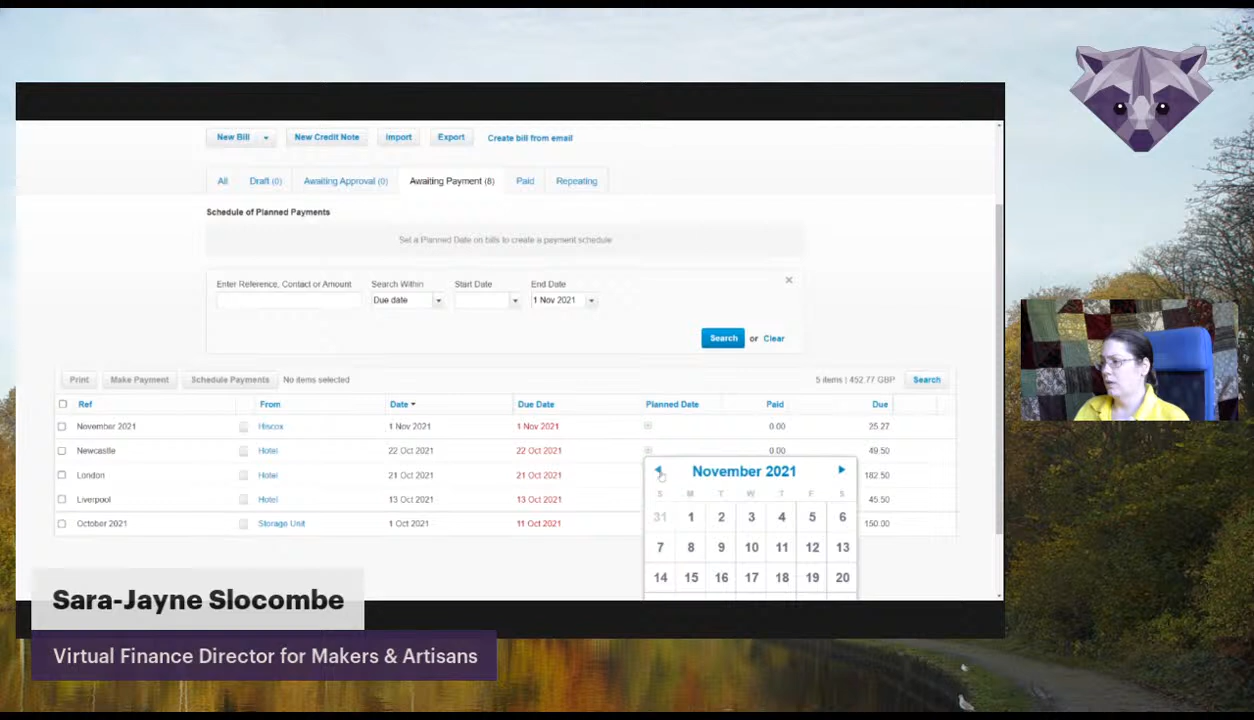 New Bill New Credit Note Import Export Create bill from email
All Draft (0) Awaiting Approval (0) Awaiting Payment (8) Paid Repeating
Schedule of Planned Payments
Set a Planned Date on bills to create a payment schedule
Enter Reference, Contact or Amount Search Within Start Date End Date
Due date 1 Nov 2021
Search or Clear
Print Make Payment Schedule Payments No items selected 5 items | 452.77 GBP Search
Ref From Date Due Date Planned Date Paid Due
November 2021 Hiscox 1 Nov 2021 1 Nov 2021 0.00 25.27
Newcastle Hotel 22 Oct 2021 22 Oct 2021 0.00 49.50
London Hotel 21 Oct 2021 21 Oct 2021 182.50
Liverpool Hotel 13 Oct 2021 13 Oct 2021 45.50
October 2021 Storage Unit 1 Oct 2021 11 Oct 2021 150.00
November 2021
S M T W T F S
31 1 2 3 4 5 6
7 8 9 10 11 12 13
14 15 16 17 18 19 20
Sara-Jayne Slocombe
Virtual Finance Director for Makers & Artisans